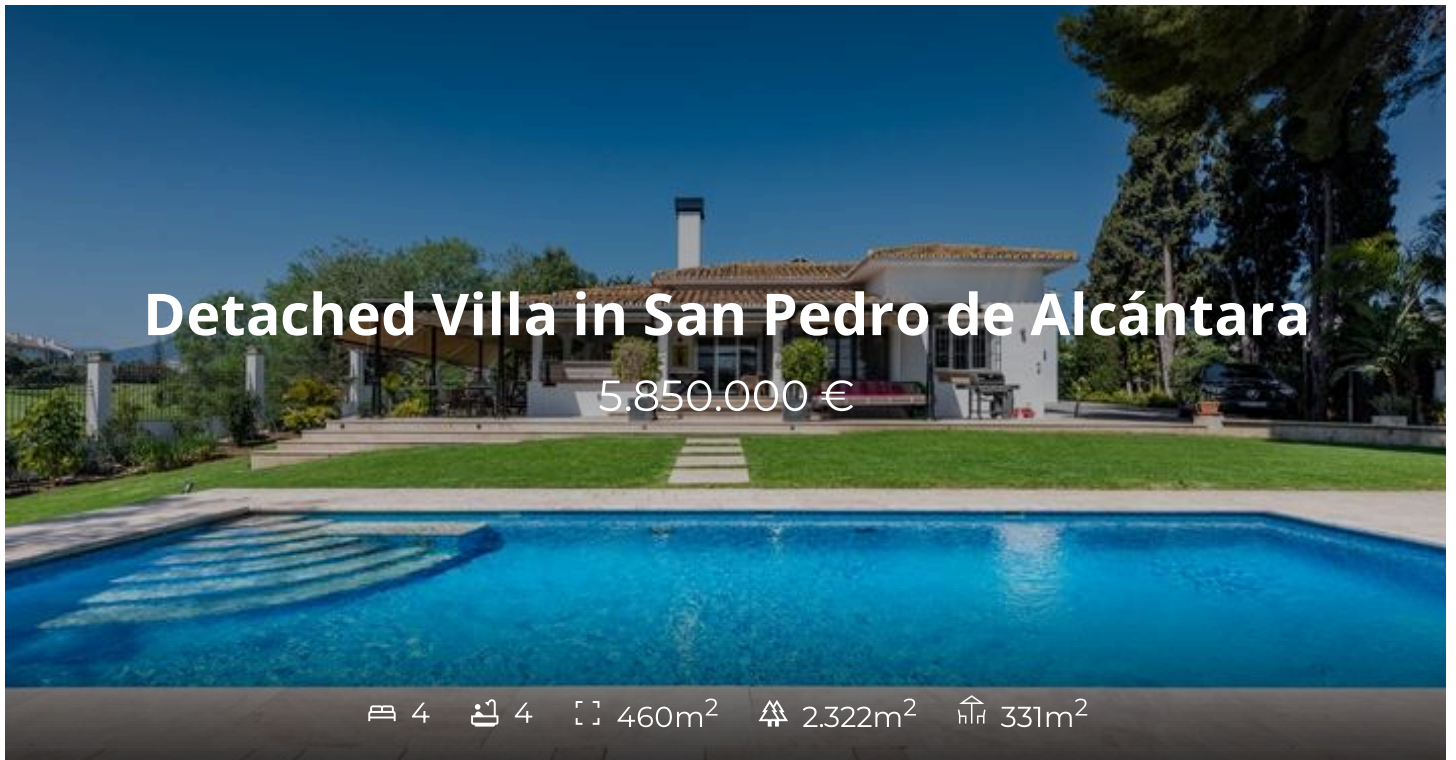 Detached Villa in San Pedro de Alcántara
5.850.000 €
4 4 460m² 2.322m² 331m²